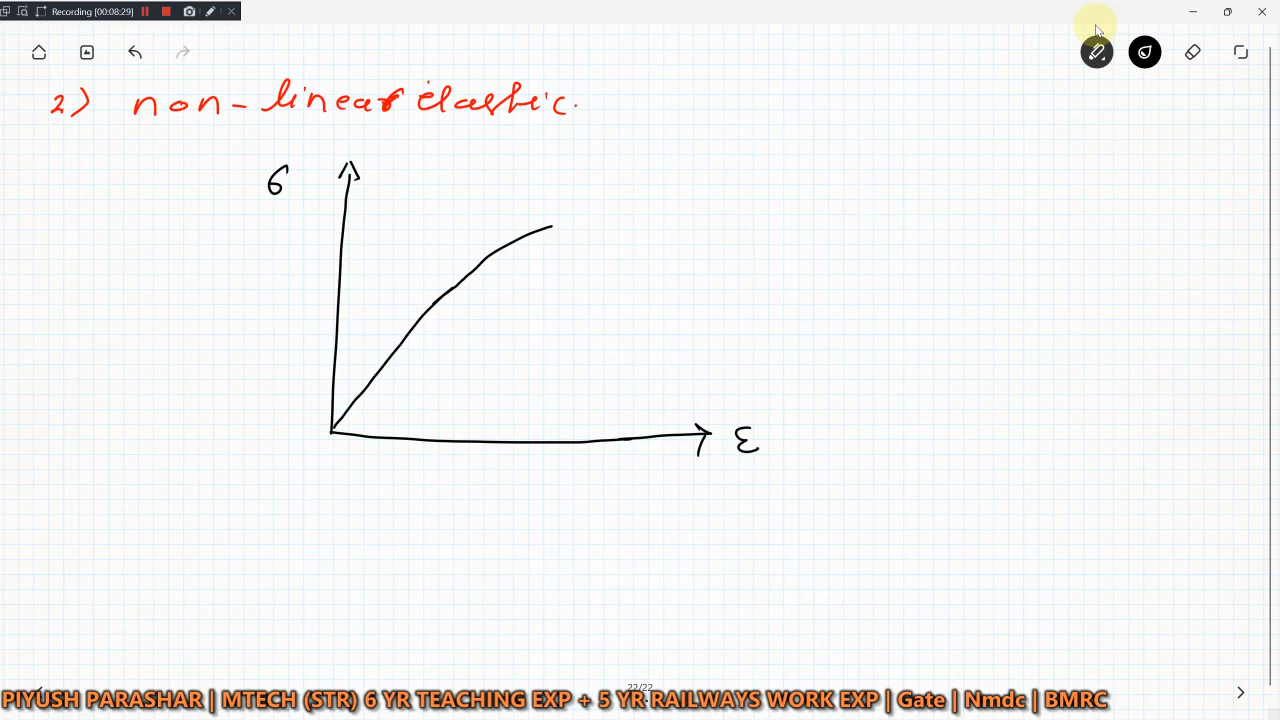 Recording [00:08:29]
2) non-linear elastic.
σ
ε
22/22
PIYUSH PARASHAR | MTECH (STR) 6 YR TEACHING EXP + 5 YR RAILWAYS WORK EXP | Gate | Nmdc | BMRC